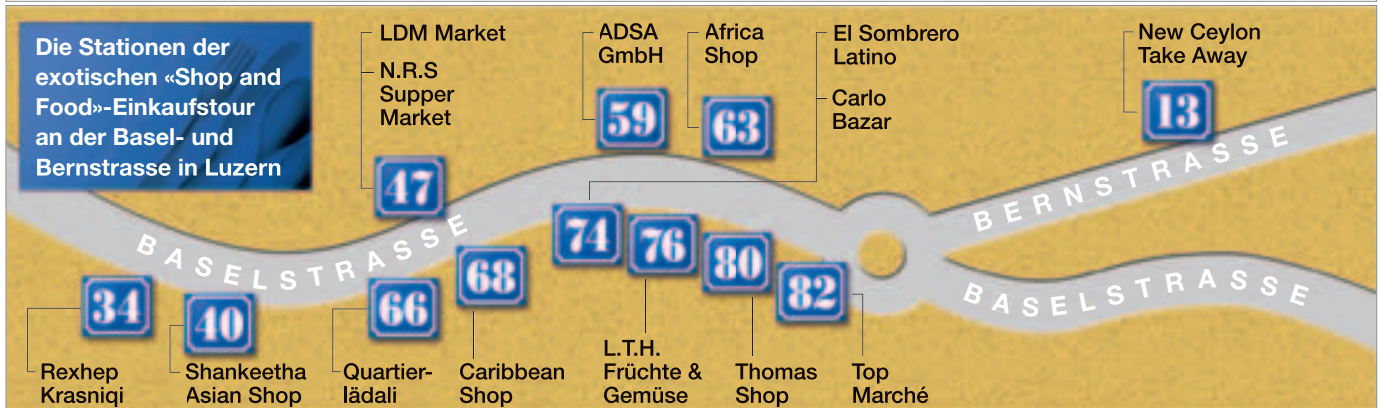 Die Stationen der
exotischen «Shop and
Food»-Einkaufstour
an der Basel- und
Bernstrasse in Luzern
LDM Market
N.R.S
Supper
Market
47
ADSA
GmbH
59
Africa
Shop
63
El Sombrero
Latino
Carlo
Bazar
74
New Ceylon
Take Away
13
BERNSTRASSE
BASELSTRASSE
BASELSTRASSE
34
Rexhep
Krasniqi
40
Shankeetha
Asian Shop
66
Quartier-
lädali
68
Caribbean
Shop
76
L.T.H.
Früchte &
Gemüse
80
Thomas
Shop
82
Top
Marché